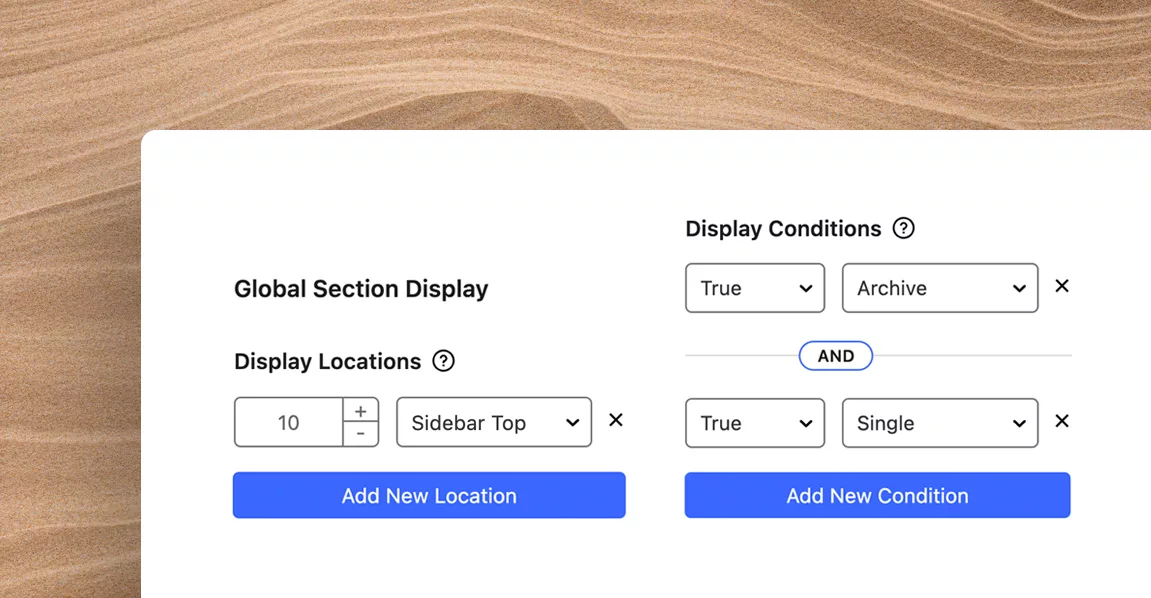 Global Section Display
Display Locations ?
10 + -
Sidebar Top
Add New Location
Display Conditions ?
True Archive
AND
True Single
Add New Condition